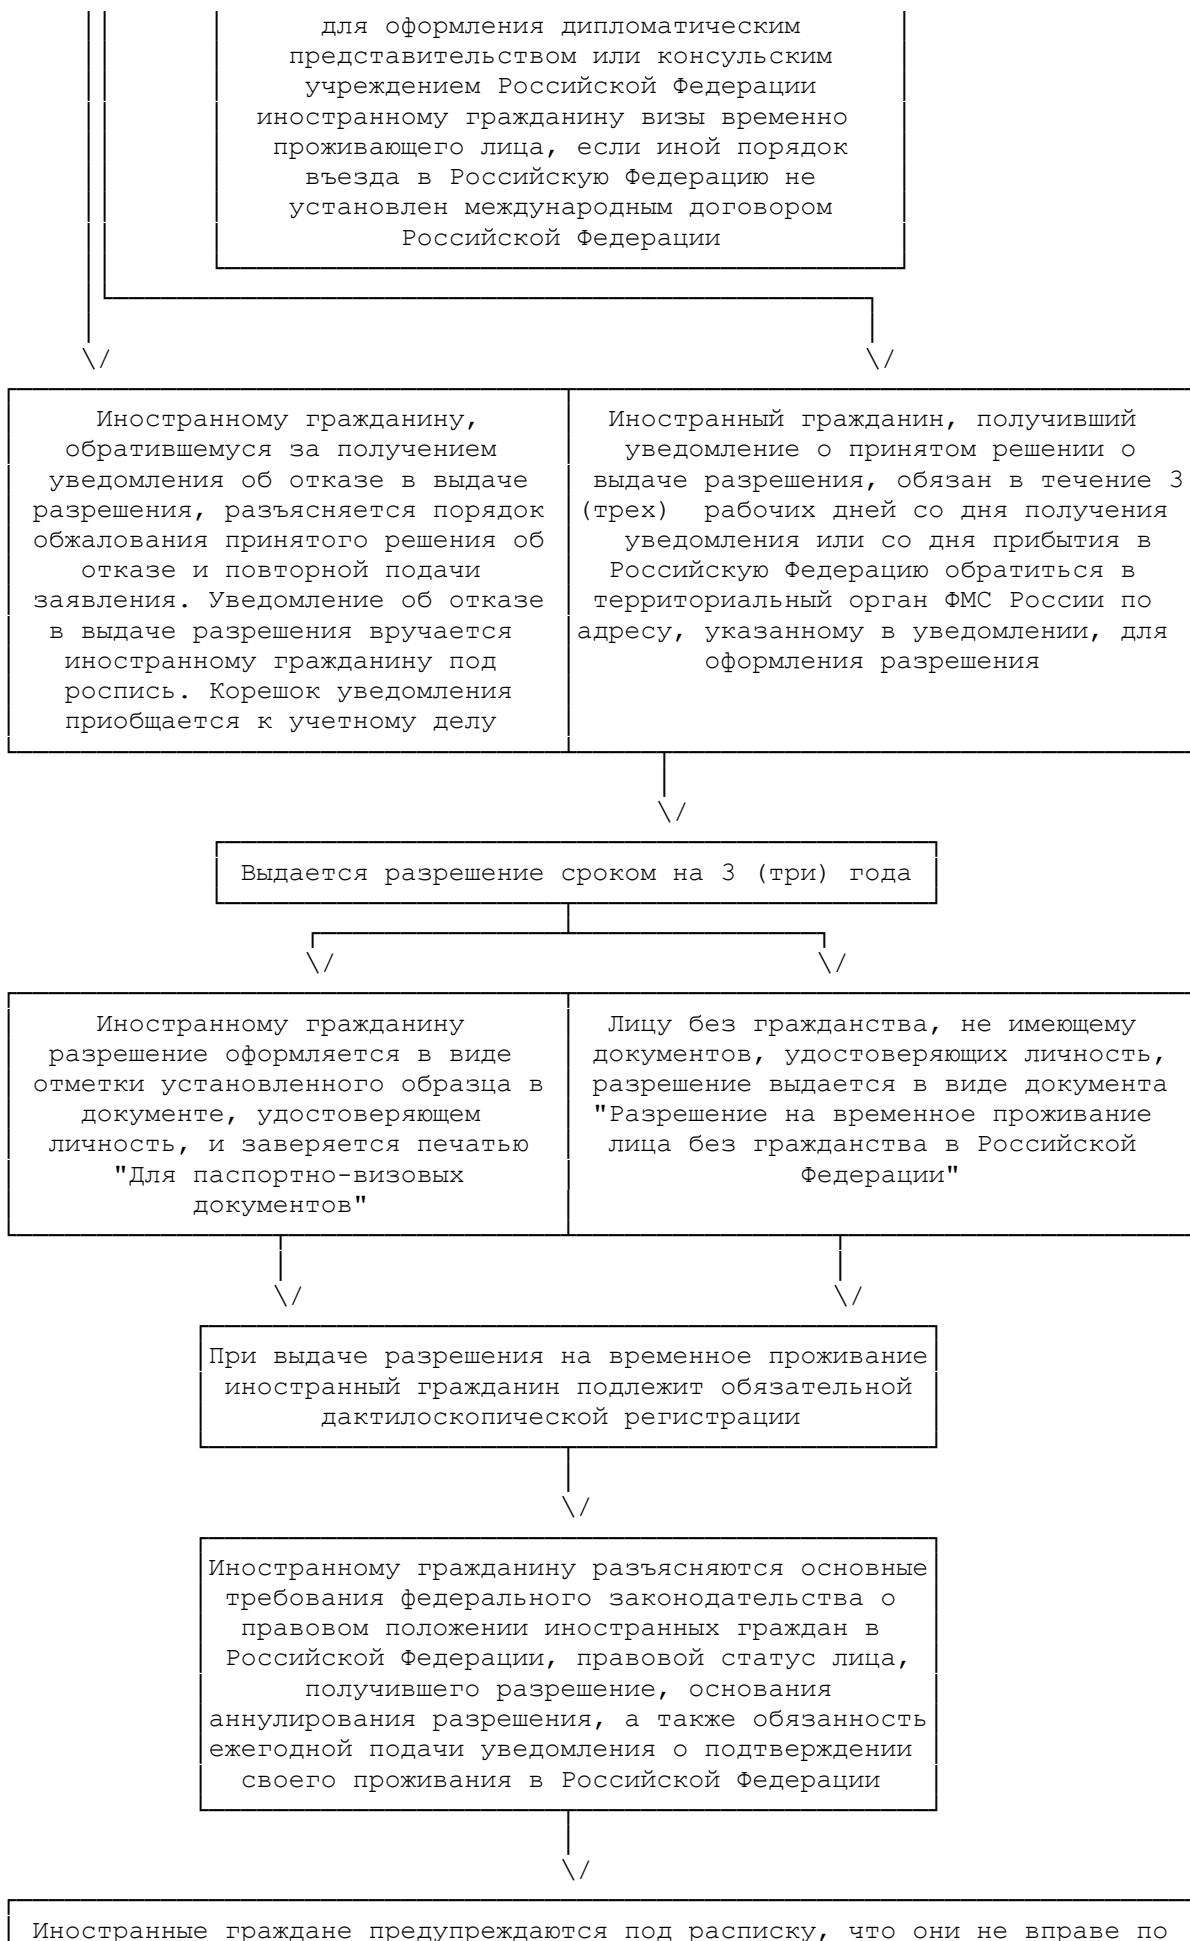 для оформления дипломатическим
представительством или консульским
учреждением Российской Федерации
иностранному гражданину визы временно
проживающего лица, если иной порядок
въезда в Российскую Федерацию не
установлен международным договором
Российской Федерации
Иностранному гражданину,
обратившемуся за получением
уведомления об отказе в выдаче
разрешения, разъясняется порядок
обжалования принятого решения об
отказе и повторной подачи
заявления. Уведомление об отказе
в выдаче разрешения вручается
иностранному гражданину под
роспись. Корешок уведомления
приобщается к учетному делу
Иностранный гражданин, получивший
уведомление о принятом решении о
выдаче разрешения, обязан в течение 3
(трех) рабочих дней со дня получения
уведомления или со дня прибытия в
Российскую Федерацию обратиться в
территориальный орган ФМС России по
адресу, указанному в уведомлении, для
оформления разрешения
Выдается разрешение сроком на 3 (три) года
Иностранному гражданину
разрешение оформляется в виде
отметки установленного образца в
документе, удостоверяющем
личность, и заверяется печатью
"Для паспортно-визовых
документов"
Лицу без гражданства, не имеющему
документов, удостоверяющих личность,
разрешение выдается в виде документа
"Разрешение на временное проживание
лица без гражданства в Российской
Федерации"
При выдаче разрешения на временное проживание
иностранный гражданин подлежит обязательной
дактилоскопической регистрации
Иностранному гражданину разъясняются основные
требования федерального законодательства о
правовом положении иностранных граждан в
Российской Федерации, правовой статус лица,
получившего разрешение, основания
аннулирования разрешения, а также обязанность
ежегодной подачи уведомления о подтверждении
своего проживания в Российской Федерации
Иностранные граждане предупреждаются под расписку, что они не вправе по